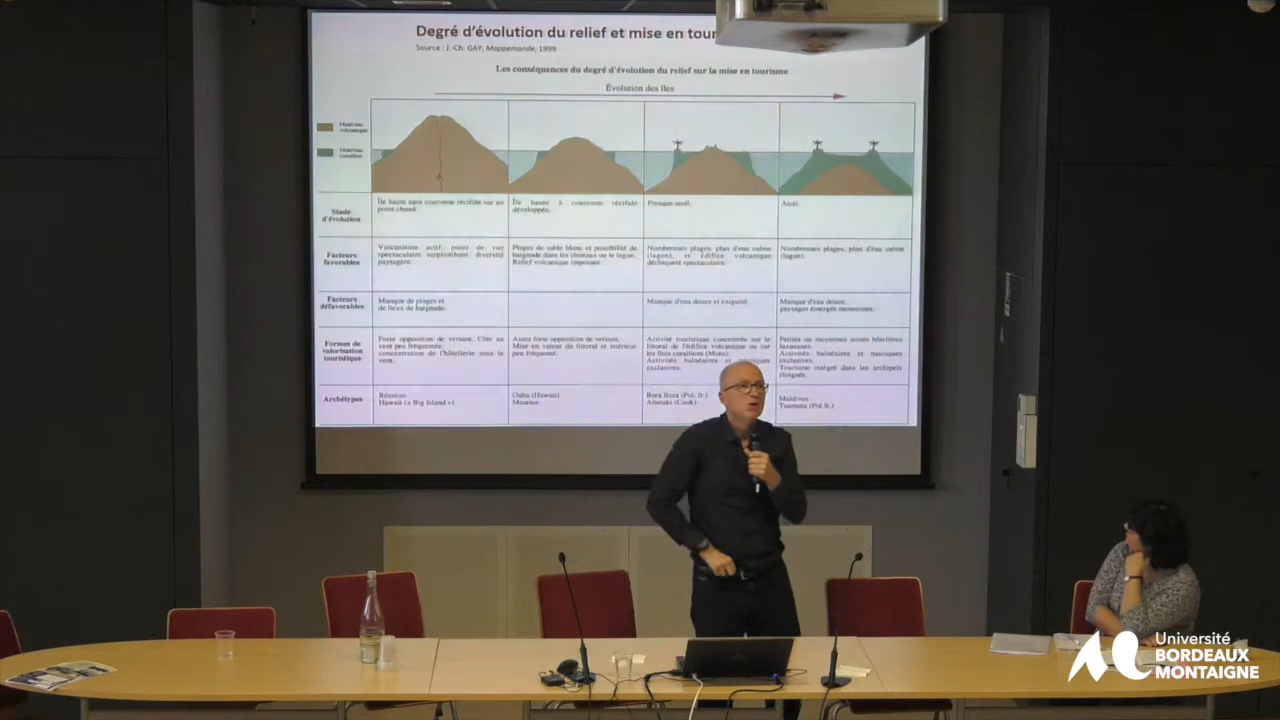 Degré d'évolution du relief et mise en tour
Source : J.-Ch. GAY, Mappemonde, 1999
Les conséquences du degré d'évolution du relief sur la mise en tourisme
Évolution des îles
Matériau
volcanique
Matériau
corallien
Stade
d'évolution
Île haute sans couronne récifale sur un
point chaud.
Île haute à couronne récifale
développée.
Presque-atoll.
Atoll.
Facteurs
favorables
Volcanisme actif, point de vue
spectaculaire surplombant, diversité
paysagère.
Plages de sable blanc et possibilité de
baignade dans les chenaux ou le lagon.
Relief volcanique imposant.
Nombreuses plages, plan d'eau calme
(lagon), et édifice volcanique
déchiqueté spectaculaire.
Nombreuses plages, plan d'eau calme
(lagon).
Facteurs
défavorables
Manque de plages et
de lieux de baignade.
Manque d'eau douce et exiguïté.
Manque d'eau douce,
paysages émergés monotones.
Formes de
valorisation
touristique
Forte opposition de versant. Côte au
vent peu fréquentée,
concentration de l'hôtellerie sous le
vent.
Assez forte opposition de versant.
Mise en valeur du littoral et intérieur
peu fréquenté.
Activité touristique concentrée sur le
littoral de l'édifice volcanique ou sur
les îlots coralliens (Motu).
Activités balnéaires et nautiques
exclusives.
Petites ou moyennes unités hôtelières
luxueuses.
Activités balnéaires et nautiques
exclusives.
Tourisme intégré dans les archipels
éloignés.
Archétypes
Réunion
Hawaii (« Big Island »)
Oahu (Hawaii)
Maurice
Bora Bora (Pol. fr.)
Aitutaki (Cook)
Maldives
Tuamotu (Pol. fr.)
Université
BORDEAUX
MONTAIGNE